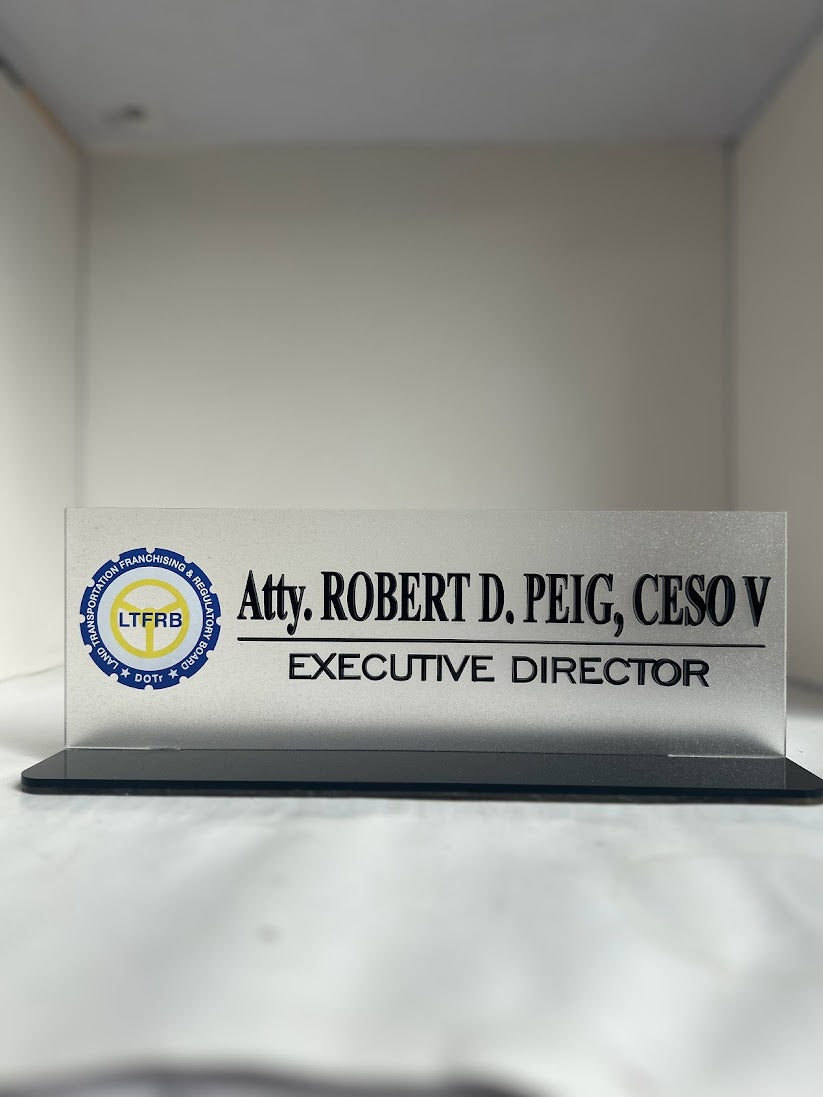 LAND TRANSPORTATION FRANCHISING & REGULATORY BOARD
LTFRB
★ DOTr ★
Atty. ROBERT D. PEIG, CESO V
EXECUTIVE DIRECTOR